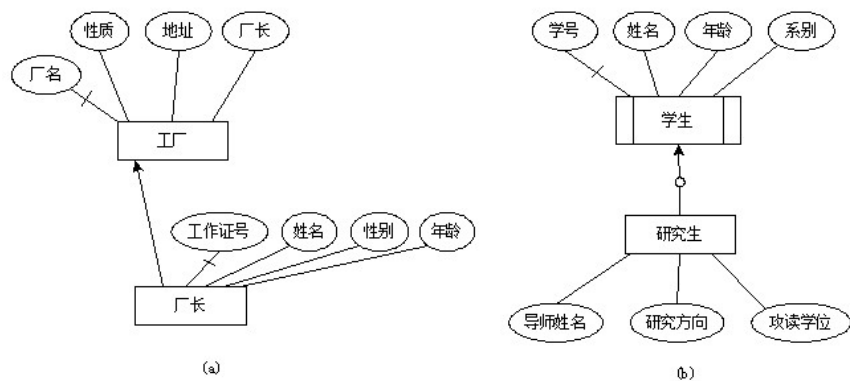 性质 地址 厂长
厂名
工厂
工作证号 姓名 性别 年龄
厂长
(a)
学号 姓名 年龄 系别
学生
研究生
导师姓名 研究方向 攻读学位
(b)